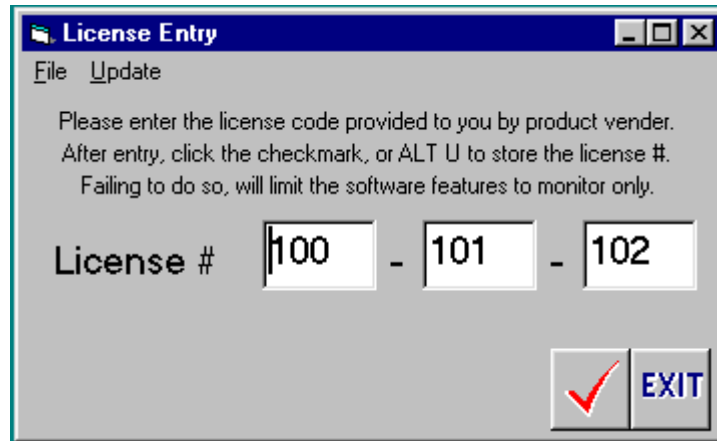 License Entry
File Update
Please enter the license code provided to you by product vender.
After entry, click the checkmark, or ALT U to store the license #.
Failing to do so, will limit the software features to monitor only.
License # 100 - 101 - 102
EXIT